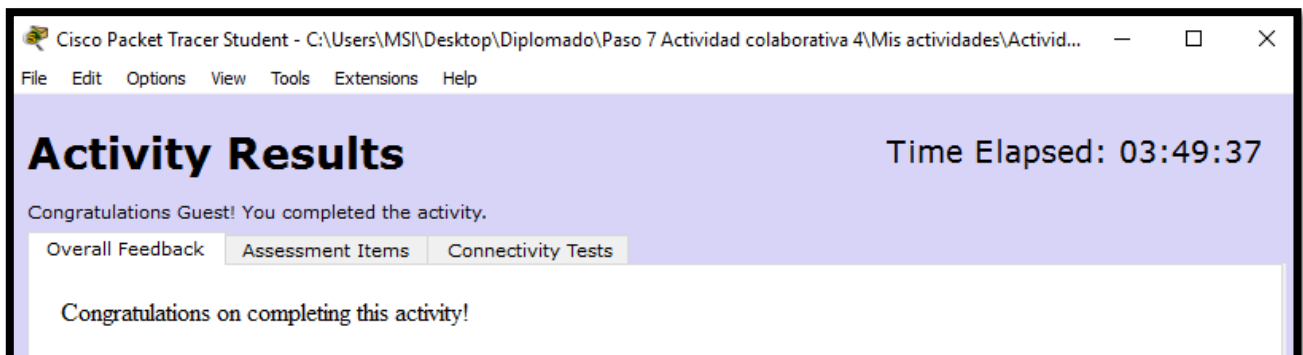 Cisco Packet Tracer Student - C:\Users\MSI\Desktop\Diplomado\Paso 7 Actividad colaborativa 4\Mis actividades\Activid...
File Edit Options View Tools Extensions Help
Activity Results Time Elapsed: 03:49:37
Congratulations Guest! You completed the activity.
Overall Feedback Assessment Items Connectivity Tests
Congratulations on completing this activity!